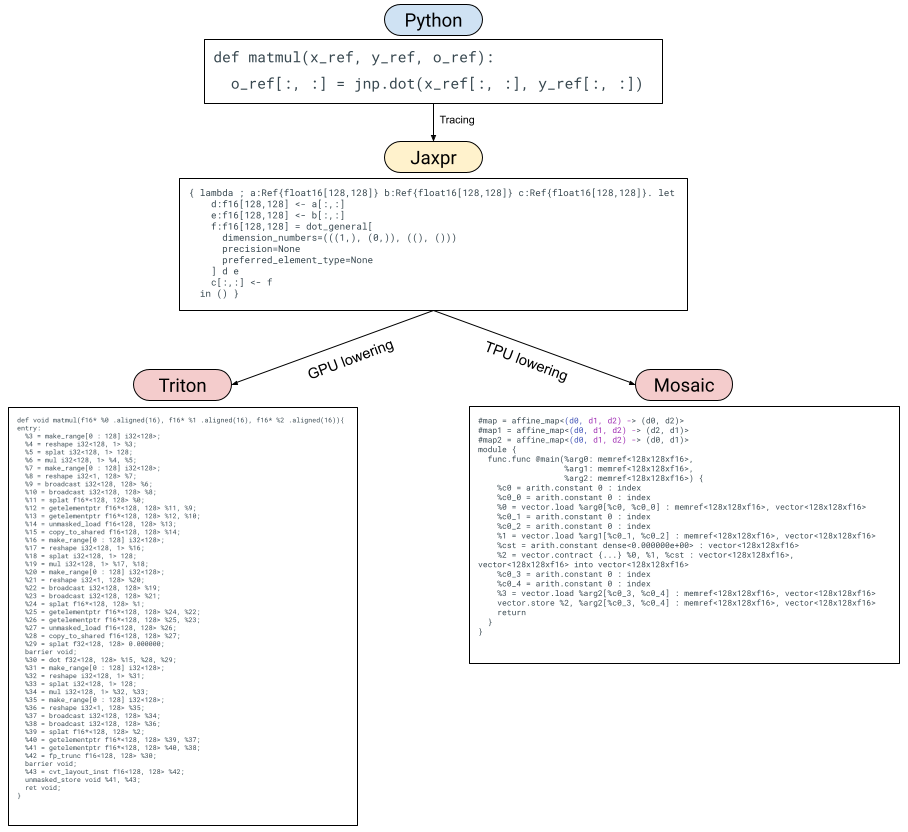 Python
def matmul(x_ref, y_ref, o_ref):
o_ref[:, :] = jnp.dot(x_ref[:, :], y_ref[:, :])
Tracing
Jaxpr
{ lambda ; a:Ref{float16[128,128]} b:Ref{float16[128,128]} c:Ref{float16[128,128]}. let
d:f16[128,128] <- a[:,:]
e:f16[128,128] <- b[:,:]
f:f16[128,128] = dot_general[
dimension_numbers=(((1,), (0,)), ((), ()))
precision=None
preferred_element_type=None
] d e
c[:,:] <- f
in () }
GPU lowering
TPU lowering
Triton
def void matmul(f16* %0 .aligned(16), f16* %1 .aligned(16), f16* %2 .aligned(16)){
entry:
%3 = make_range[0 : 128] i32<128>;
%4 = reshape i32<128, 1> %3;
%5 = splat i32<128, 1> 128;
%6 = mul i32<128, 1> %4, %5;
%7 = make_range[0 : 128] i32<128>;
%8 = reshape i32<1, 128> %7;
%9 = broadcast i32<128, 128> %6;
%10 = broadcast i32<128, 128> %8;
%11 = splat f16*<128, 128> %0;
%12 = getelementptr f16*<128, 128> %11, %9;
%13 = getelementptr f16*<128, 128> %12, %10;
%14 = unmasked_load f16<128, 128> %13;
%15 = copy_to_shared f16<128, 128> %14;
%16 = make_range[0 : 128] i32<128>;
%17 = reshape i32<128, 1> %16;
%18 = splat i32<128, 1> 128;
%19 = mul i32<128, 1> %17, %18;
%20 = make_range[0 : 128] i32<128>;
%21 = reshape i32<1, 128> %20;
%22 = broadcast i32<128, 128> %19;
%23 = broadcast i32<128, 128> %21;
%24 = splat f16*<128, 128> %1;
%25 = getelementptr f16*<128, 128> %24, %22;
%26 = getelementptr f16*<128, 128> %25, %23;
%27 = unmasked_load f16<128, 128> %26;
%28 = copy_to_shared f16<128, 128> %27;
%29 = splat f32<128, 128> 0.000000;
barrier void;
%30 = dot f32<128, 128> %15, %28, %29;
%31 = make_range[0 : 128] i32<128>;
%32 = reshape i32<128, 1> %31;
%33 = splat i32<128, 1> 128;
%34 = mul i32<128, 1> %32, %33;
%35 = make_range[0 : 128] i32<128>;
%36 = reshape i32<1, 128> %35;
%37 = broadcast i32<128, 128> %34;
%38 = broadcast i32<128, 128> %36;
%39 = splat f16*<128, 128> %2;
%40 = getelementptr f16*<128, 128> %39, %37;
%41 = getelementptr f16*<128, 128> %40, %38;
%42 = fp_trunc f16<128, 128> %30;
barrier void;
%43 = cvt_layout_inst f16<128, 128> %42;
unmasked_store void %41, %43;
ret void;
}
Mosaic
#map = affine_map<(d0, d1, d2) -> (d0, d2)>
#map1 = affine_map<(d0, d1, d2) -> (d2, d1)>
#map2 = affine_map<(d0, d1, d2) -> (d0, d1)>
module {
func.func @main(%arg0: memref<128x128xf16>,
%arg1: memref<128x128xf16>,
%arg2: memref<128x128xf16>) {
%c0 = arith.constant 0 : index
%c0_0 = arith.constant 0 : index
%0 = vector.load %arg0[%c0, %c0_0] : memref<128x128xf16>, vector<128x128xf16>
%c0_1 = arith.constant 0 : index
%c0_2 = arith.constant 0 : index
%1 = vector.load %arg1[%c0_1, %c0_2] : memref<128x128xf16>, vector<128x128xf16>
%cst = arith.constant dense<0.000000e+00> : vector<128x128xf16>
%2 = vector.contract {...} %0, %1, %cst : vector<128x128xf16>,
vector<128x128xf16> into vector<128x128xf16>
%c0_3 = arith.constant 0 : index
%c0_4 = arith.constant 0 : index
%3 = vector.load %arg2[%c0_3, %c0_4] : memref<128x128xf16>, vector<128x128xf16>
vector.store %2, %arg2[%c0_3, %c0_4] : memref<128x128xf16>, vector<128x128xf16>
return
}
}